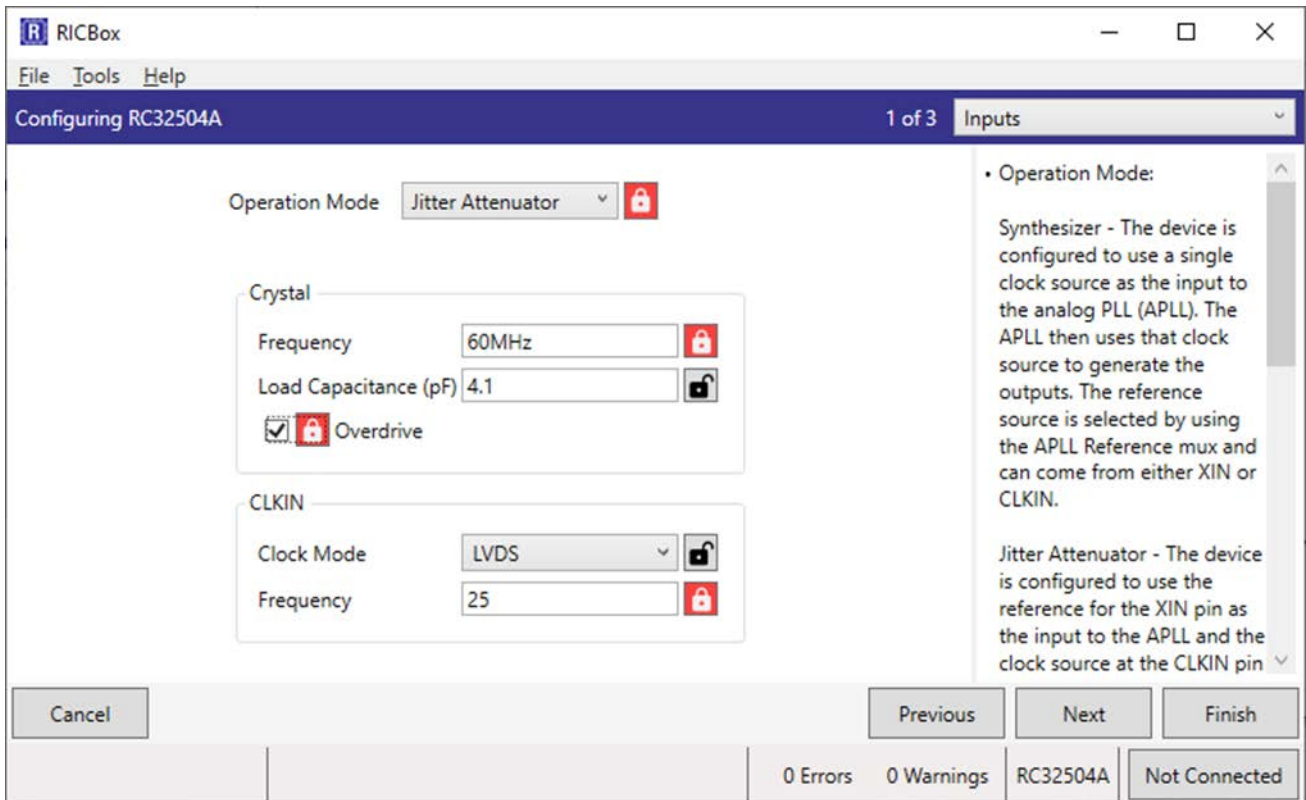 RICBox
File Tools Help
Configuring RC32504A 1 of 3 Inputs
Operation Mode Jitter Attenuator
Crystal
Frequency 60MHz
Load Capacitance (pF) 4.1
Overdrive
CLKIN
Clock Mode LVDS
Frequency 25
• Operation Mode:
Synthesizer - The device is
configured to use a single
clock source as the input to
the analog PLL (APLL). The
APLL then uses that clock
source to generate the
outputs. The reference
source is selected by using
the APLL Reference mux and
can come from either XIN or
CLKIN.
Jitter Attenuator - The device
is configured to use the
reference for the XIN pin as
the input to the APLL and the
clock source at the CLKIN pin
Cancel Previous Next Finish
0 Errors 0 Warnings RC32504A Not Connected